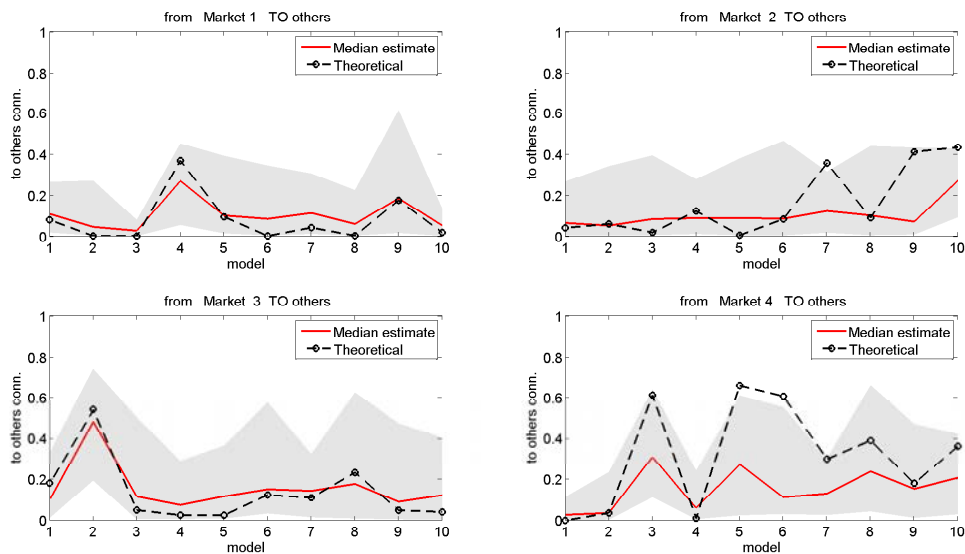 from Market 1 TO others
1
0.8
0.6
0.4
0.2
0
to others conn.
Median estimate
Theoretical
1 2 3 4 5 6 7 8 9 10
model
from Market 2 TO others
1
0.8
0.6
0.4
0.2
0
to others conn.
Median estimate
Theoretical
1 2 3 4 5 6 7 8 9 10
model
from Market 3 TO others
1
0.8
0.6
0.4
0.2
0
to others conn.
Median estimate
Theoretical
1 2 3 4 5 6 7 8 9 10
model
from Market 4 TO others
1
0.8
0.6
0.4
0.2
0
to others conn.
Median estimate
Theoretical
1 2 3 4 5 6 7 8 9 10
model